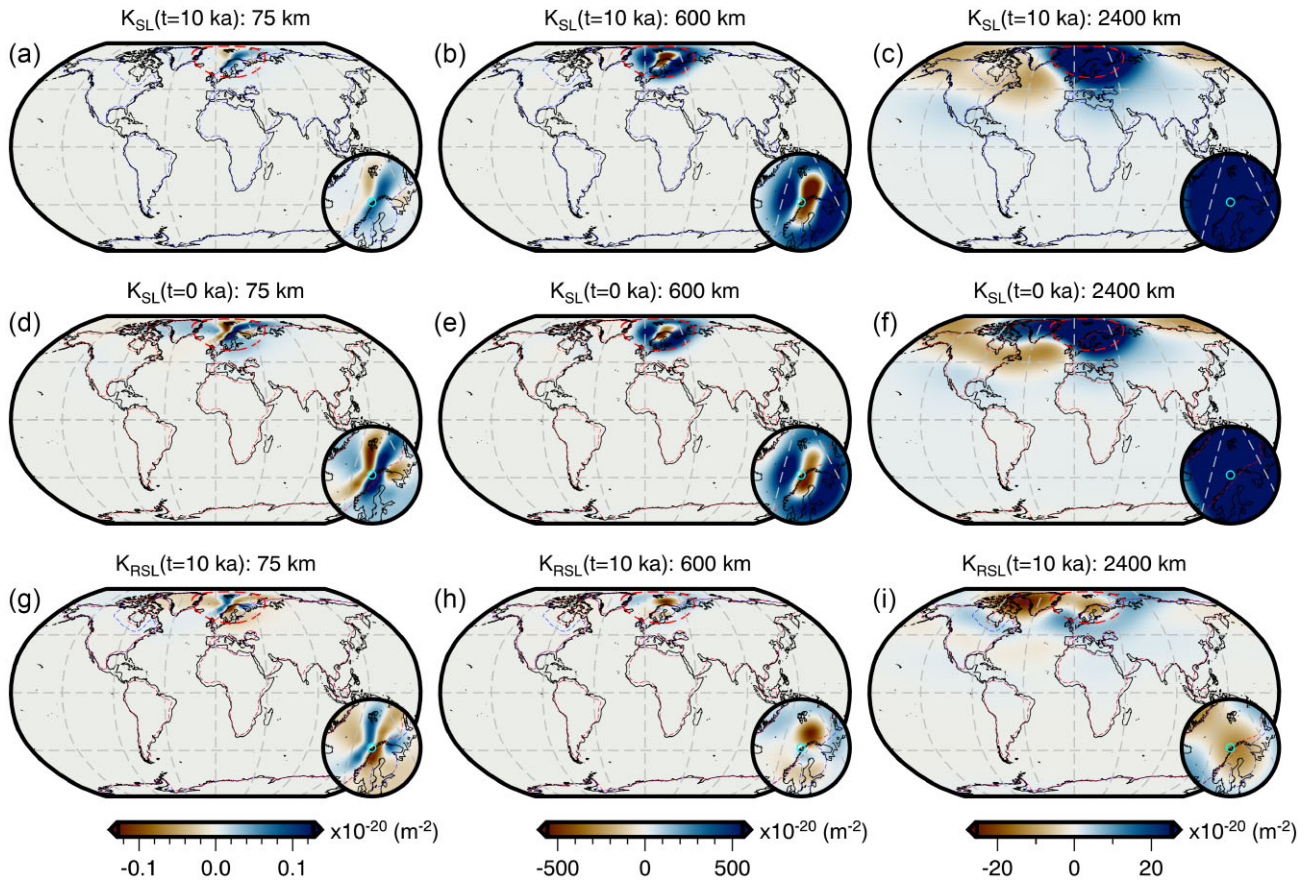 K_SL(t=10 ka): 75 km
K_SL(t=10 ka): 600 km
K_SL(t=10 ka): 2400 km
(a)
(b)
(c)
K_SL(t=0 ka): 75 km
K_SL(t=0 ka): 600 km
K_SL(t=0 ka): 2400 km
(d)
(e)
(f)
K_RSL(t=10 ka): 75 km
K_RSL(t=10 ka): 600 km
K_RSL(t=10 ka): 2400 km
(g)
(h)
(i)
x10⁻²⁰ (m⁻²)
-0.1 0.0 0.1
x10⁻²⁰ (m⁻²)
-500 0 500
x10⁻²⁰ (m⁻²)
-20 0 20